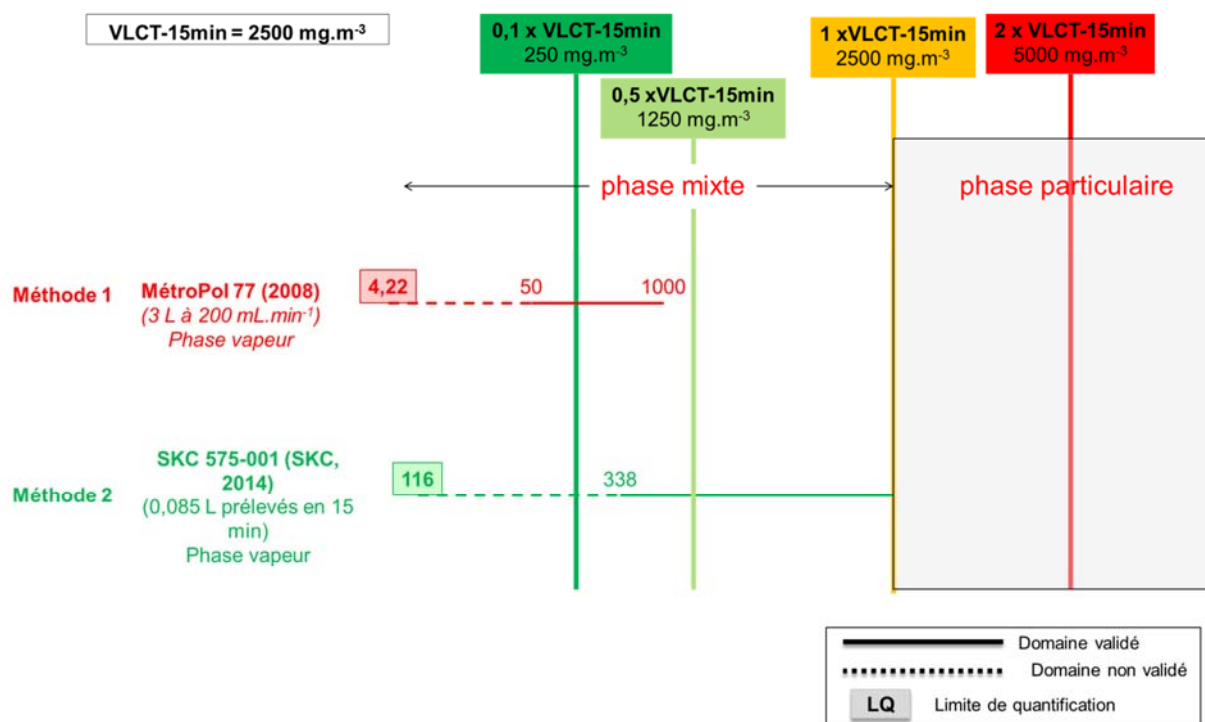 VLCT-15min = 2500 mg.m-3
0,1 x VLCT-15min
250 mg.m-3
1 xVLCT-15min
2500 mg.m-3
2 x VLCT-15min
5000 mg.m-3
0,5 xVLCT-15min
1250 mg.m-3
phase mixte
phase particulaire
Méthode 1
MétroPol 77 (2008)
(3 L à 200 mL.min-1)
Phase vapeur
4,22
50
1000
Méthode 2
SKC 575-001 (SKC,
2014)
(0,085 L prélevés en 15
min)
Phase vapeur
116
338
Domaine validé
Domaine non validé
LQ
Limite de quantification